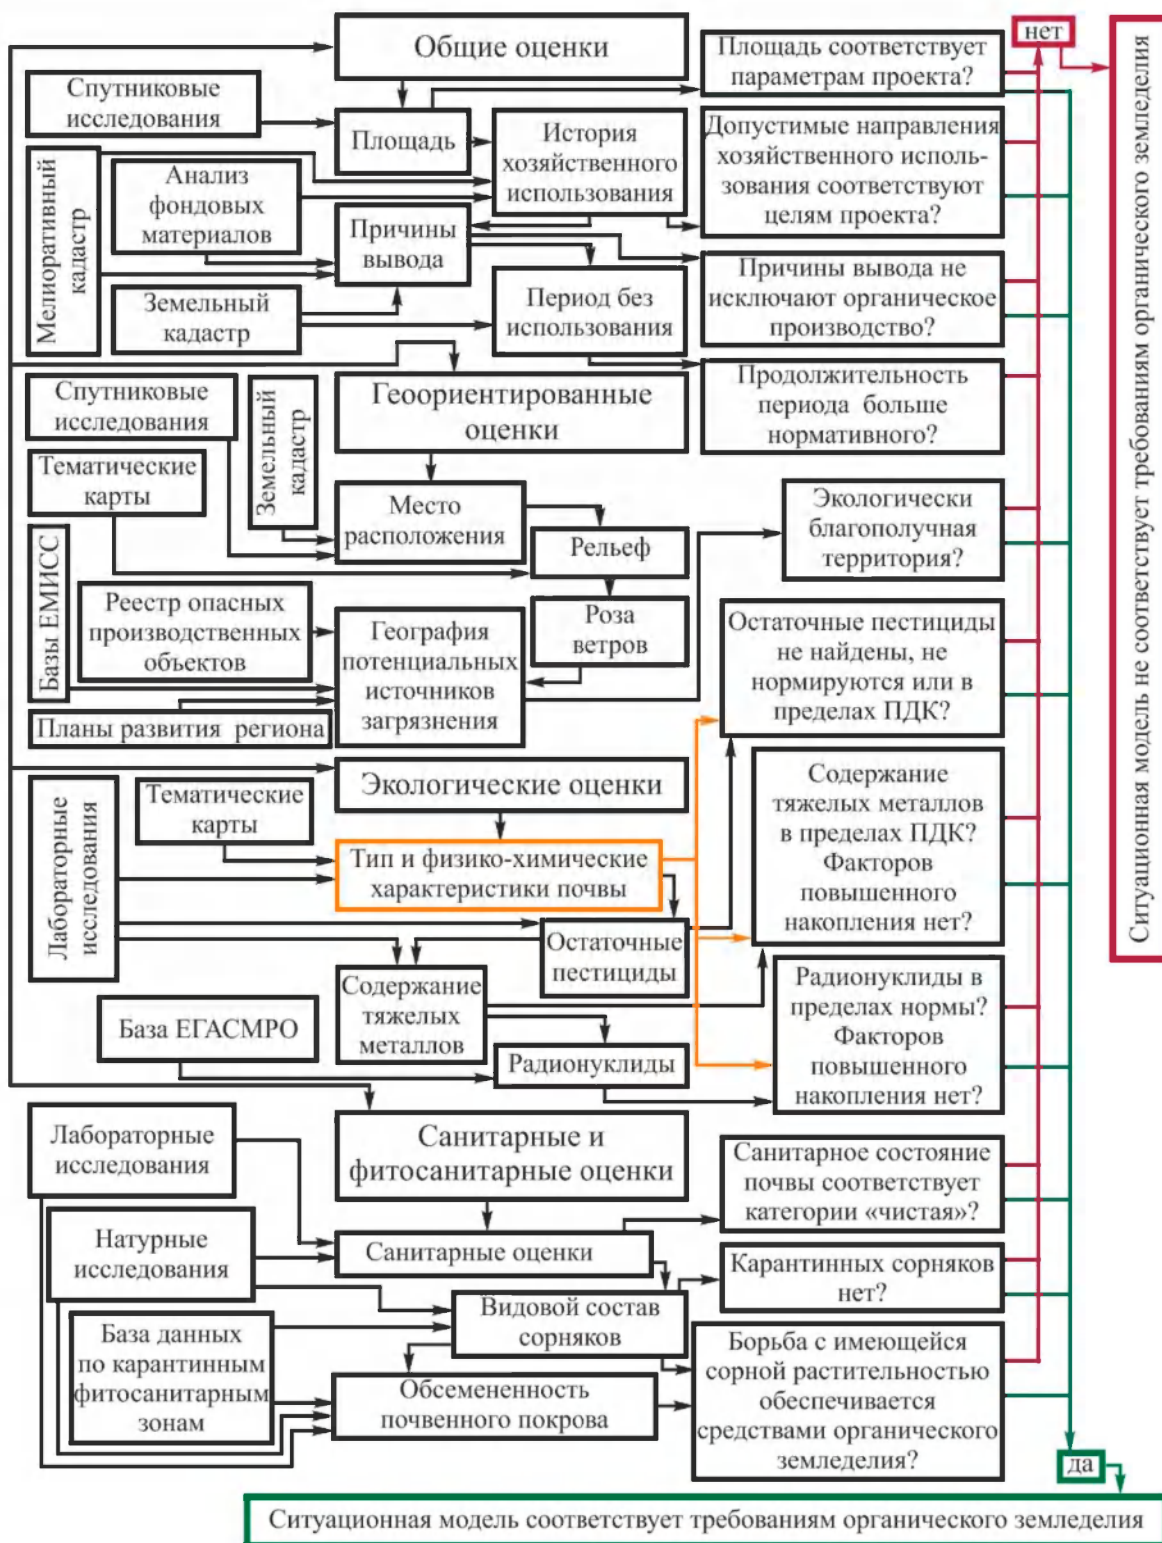 Общие оценки
Площадь соответствует
параметрам проекта?
нет
Ситуационная модель не соответствует требованиям органического земледелия
Спутниковые
исследования
Площадь
История
хозяйственного
использования
Допустимые направления
хозяйственного исполь-
зования соответствуют
целям проекта?
Мелиоративный
кадастр
Анализ
фондовых
материалов
Причины
вывода
Земельный
кадастр
Период без
использования
Причины вывода не
исключают органическое
производство?
Продолжительность
периода больше
нормативного?
Геоориентированные
оценки
Спутниковые
исследования
Земельный
кадастр
Тематические
карты
Место
расположения
Рельеф
Экологически
благополучная
территория?
Базы ЕМИСС
Реестр опасных
производственных
объектов
География
потенциальных
источников
загрязнения
Роза
ветров
Планы развития региона
Остаточные пестициды
не найдены, не
нормируются или в
пределах ПДК?
Экологические оценки
Лабораторные
исследования
Тематические
карты
Тип и физико-химические
характеристики почвы
Содержание
тяжелых металлов
в пределах ПДК?
Факторов
повышенного
накопления нет?
Остаточные
пестициды
Содержание
тяжелых
металлов
База ЕГАСМРО
Радионуклиды
Радионуклиды в
пределах нормы?
Факторов
повышенного
накопления нет?
Лабораторные
исследования
Санитарные и
фитосанитарные оценки
Санитарное состояние
почвы соответствует
категории «чистая»?
Натурные
исследования
Санитарные оценки
Карантинных сорняков
нет?
Видовой состав
сорняков
База данных
по карантинным
фитосанитарным
зонам
Обсемененность
почвенного покрова
Борьба с имеющейся
сорной растительностью
обеспечивается
средствами органического
земледелия?
да
Ситуационная модель соответствует требованиям органического земледелия